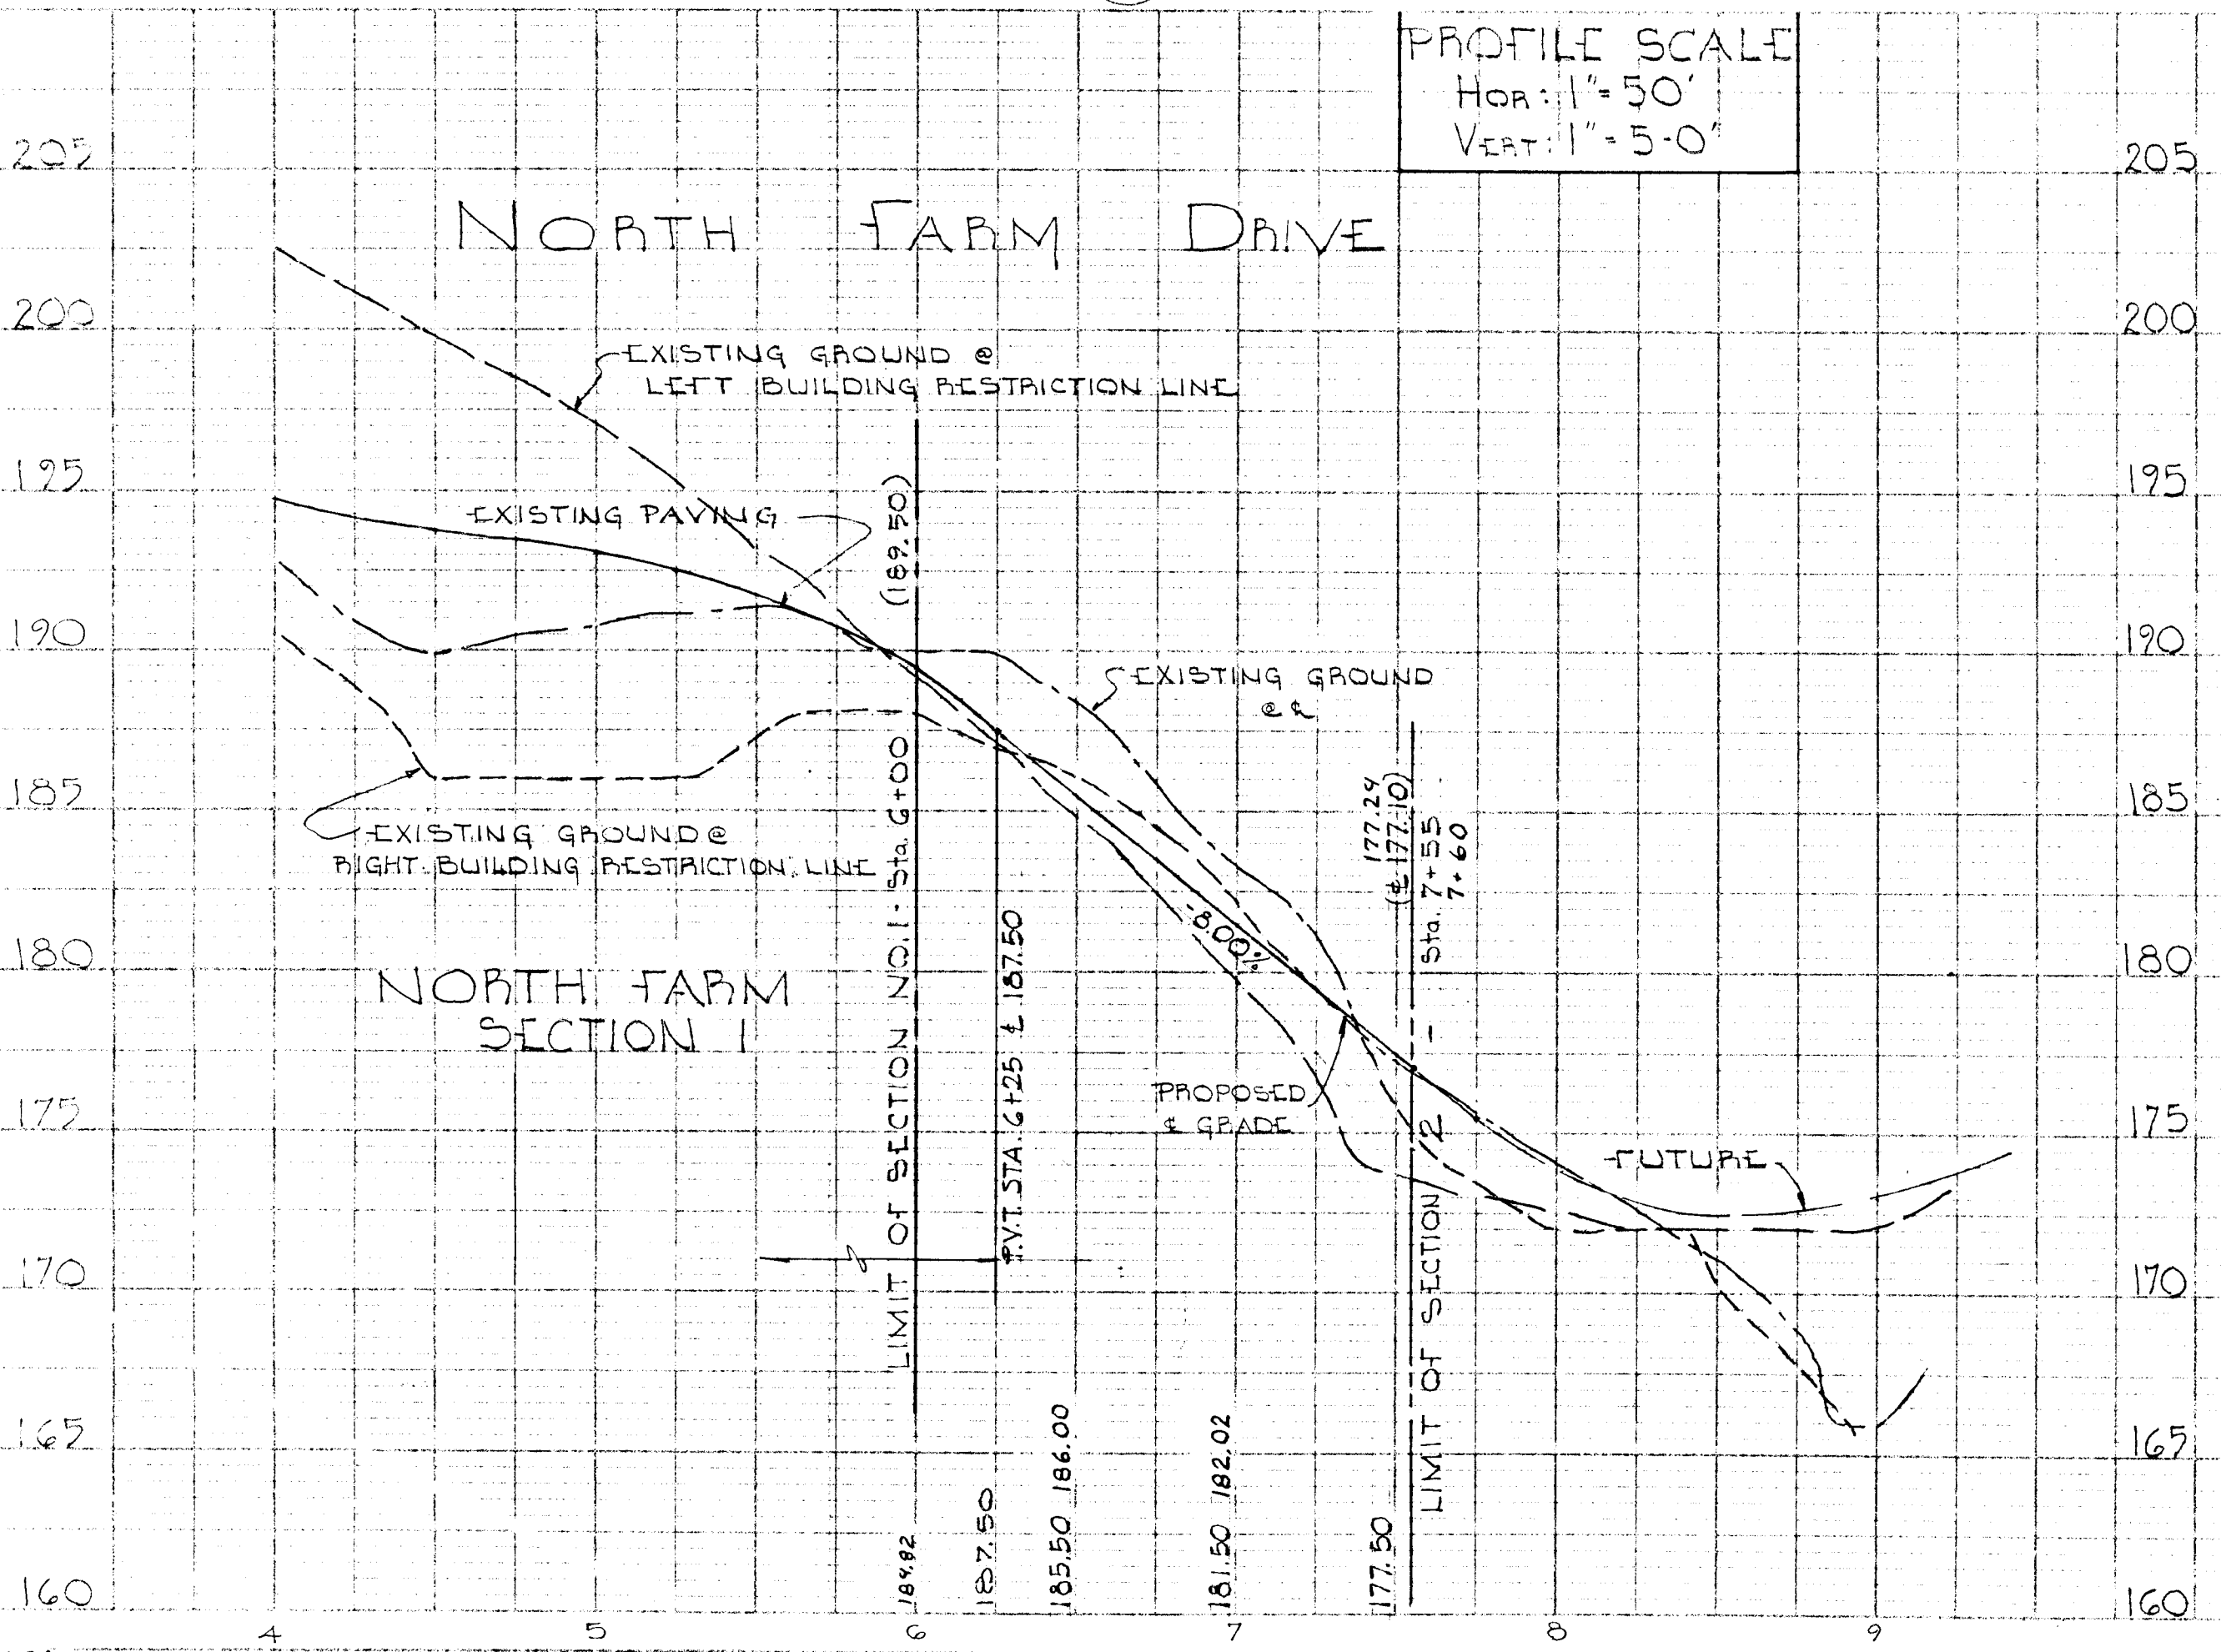 PROFILE SCALE
HOR: 1"=50'
VERT: 1"=5-0"
205
205
NORTH FARM DRIVE
200
200
EXISTING GROUND @
LEFT BUILDING RESTRICTION LINE
195
195
EXISTING PAVING
(189.50)
190
190
EXISTING GROUND
@ ℄
185
185
EXISTING GROUND @
RIGHT BUILDING RESTRICTION LINE
177.24
(℄ 177.10)
Sta. 7+55
7+60
-8.00%
180
180
NORTH FARM
SECTION 1
LIMIT OF SECTION NO.1 - Sta. 6+00
P.V.T. STA. 6+25 ℄ 187.50
PROPOSED
℄ GRADE
175
175
FUTURE
LIMIT OF SECTION 2 -
170
170
165
165
189.82
187.50
185.50 186.00
181.50 182.02
177.50
160
160
4 5 6 7 8 9